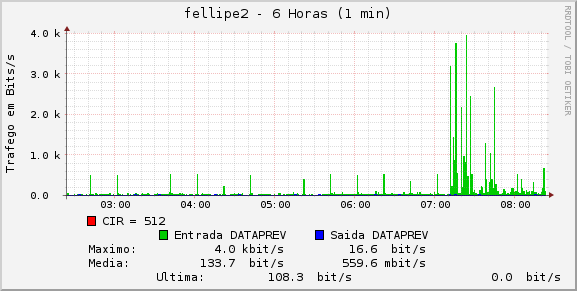 fellipe2 - 6 Horas (1 min)
RRDTOOL / TOBI OETIKER
Trafego em Bits/s
4.0 k
3.0 k
2.0 k
1.0 k
0.0
03:00 04:00 05:00 06:00 07:00 08:00
CIR = 512
Entrada DATAPREV Saida DATAPREV
Maximo: 4.0 kbit/s 16.6 bit/s
Media: 133.7 bit/s 559.6 mbit/s
Ultima: 108.3 bit/s 0.0 bit/s